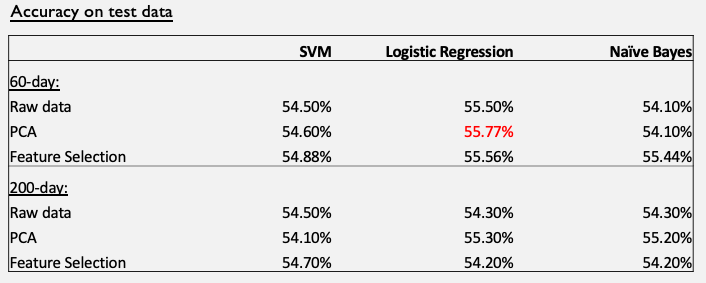 Accuracy on test data
SVM Logistic Regression Naïve Bayes
60-day:
Raw data 54.50% 55.50% 54.10%
PCA 54.60% 55.77% 54.10%
Feature Selection 54.88% 55.56% 55.44%
200-day:
Raw data 54.50% 54.30% 54.30%
PCA 54.10% 55.30% 55.20%
Feature Selection 54.70% 54.20% 54.20%